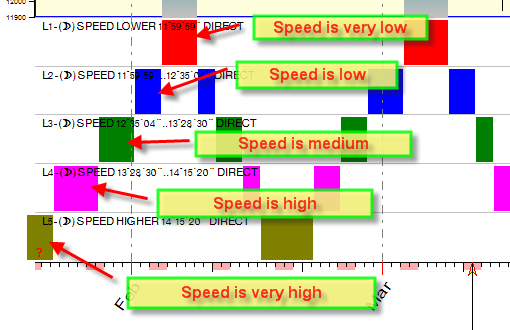 12000
11900
L1-(☽) SPEED LOWER 11°59'59'' DIRECT
Speed is very low
L2-(☽) SPEED 11°59'59''..12°35'0 DIRECT
Speed is low
L3-(☽) SPEED 12°35'04''..13°28'30'' DIRECT
Speed is medium
L4-(☽) SPEED 13°28'30''..14°15'20'' DIRECT
Speed is high
L5-(☽) SPEED HIGHER 14°15'20'' DIRECT
?
Speed is very high
Mar